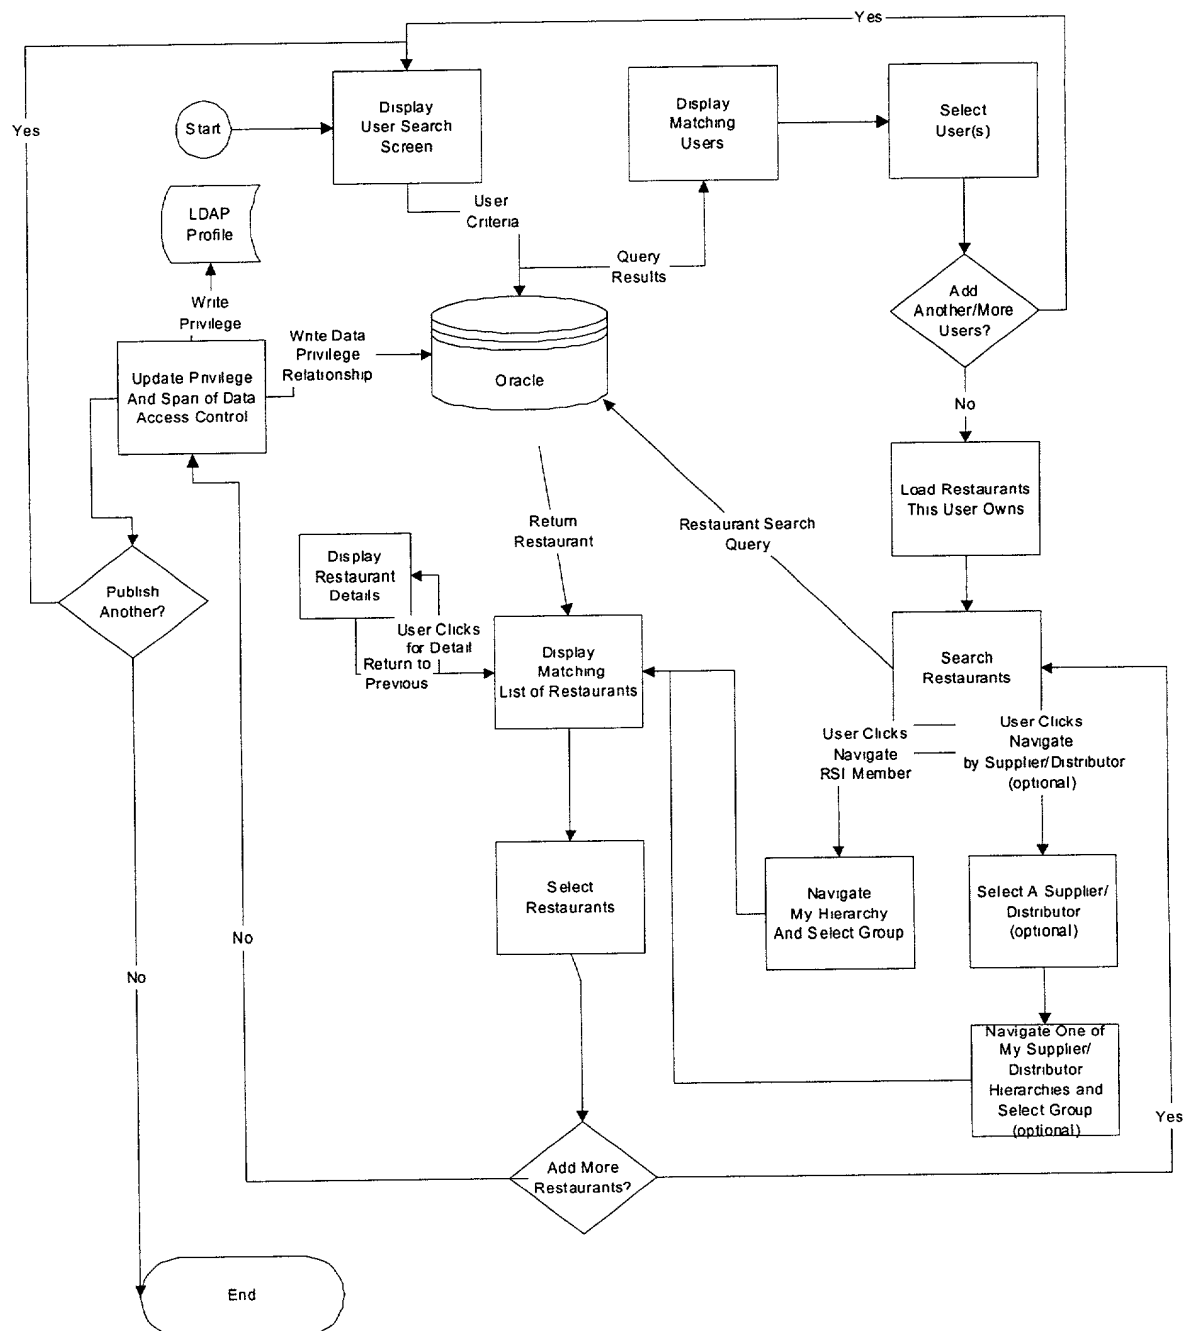 Yes
Yes
Start
Display
User Search
Screen
Display
Matching
Users
Select
User(s)
LDAP
Profile
User
Criteria
Query
Results
Add
Another/More
Users?
Write
Privilege
Write Data
Privilege
Relationship
Oracle
Update Privilege
And Span of Data
Access Control
No
Load Restaurants
This User Owns
Return
Restaurant
Restaurant Search
Query
Display
Restaurant
Details
Publish
Another?
User Clicks
for Detail
Return to
Previous
Display
Matching
List of Restaurants
Search
Restaurants
User Clicks
Navigate
RSI Member
User Clicks
Navigate
by Supplier/Distributor
(optional)
Select
Restaurants
Navigate
My Hierarchy
And Select Group
Select A Supplier/
Distributor
(optional)
No
No
Navigate One of
My Supplier/
Distributor
Hierarchies and
Select Group
(optional)
Yes
Add More
Restaurants?
End